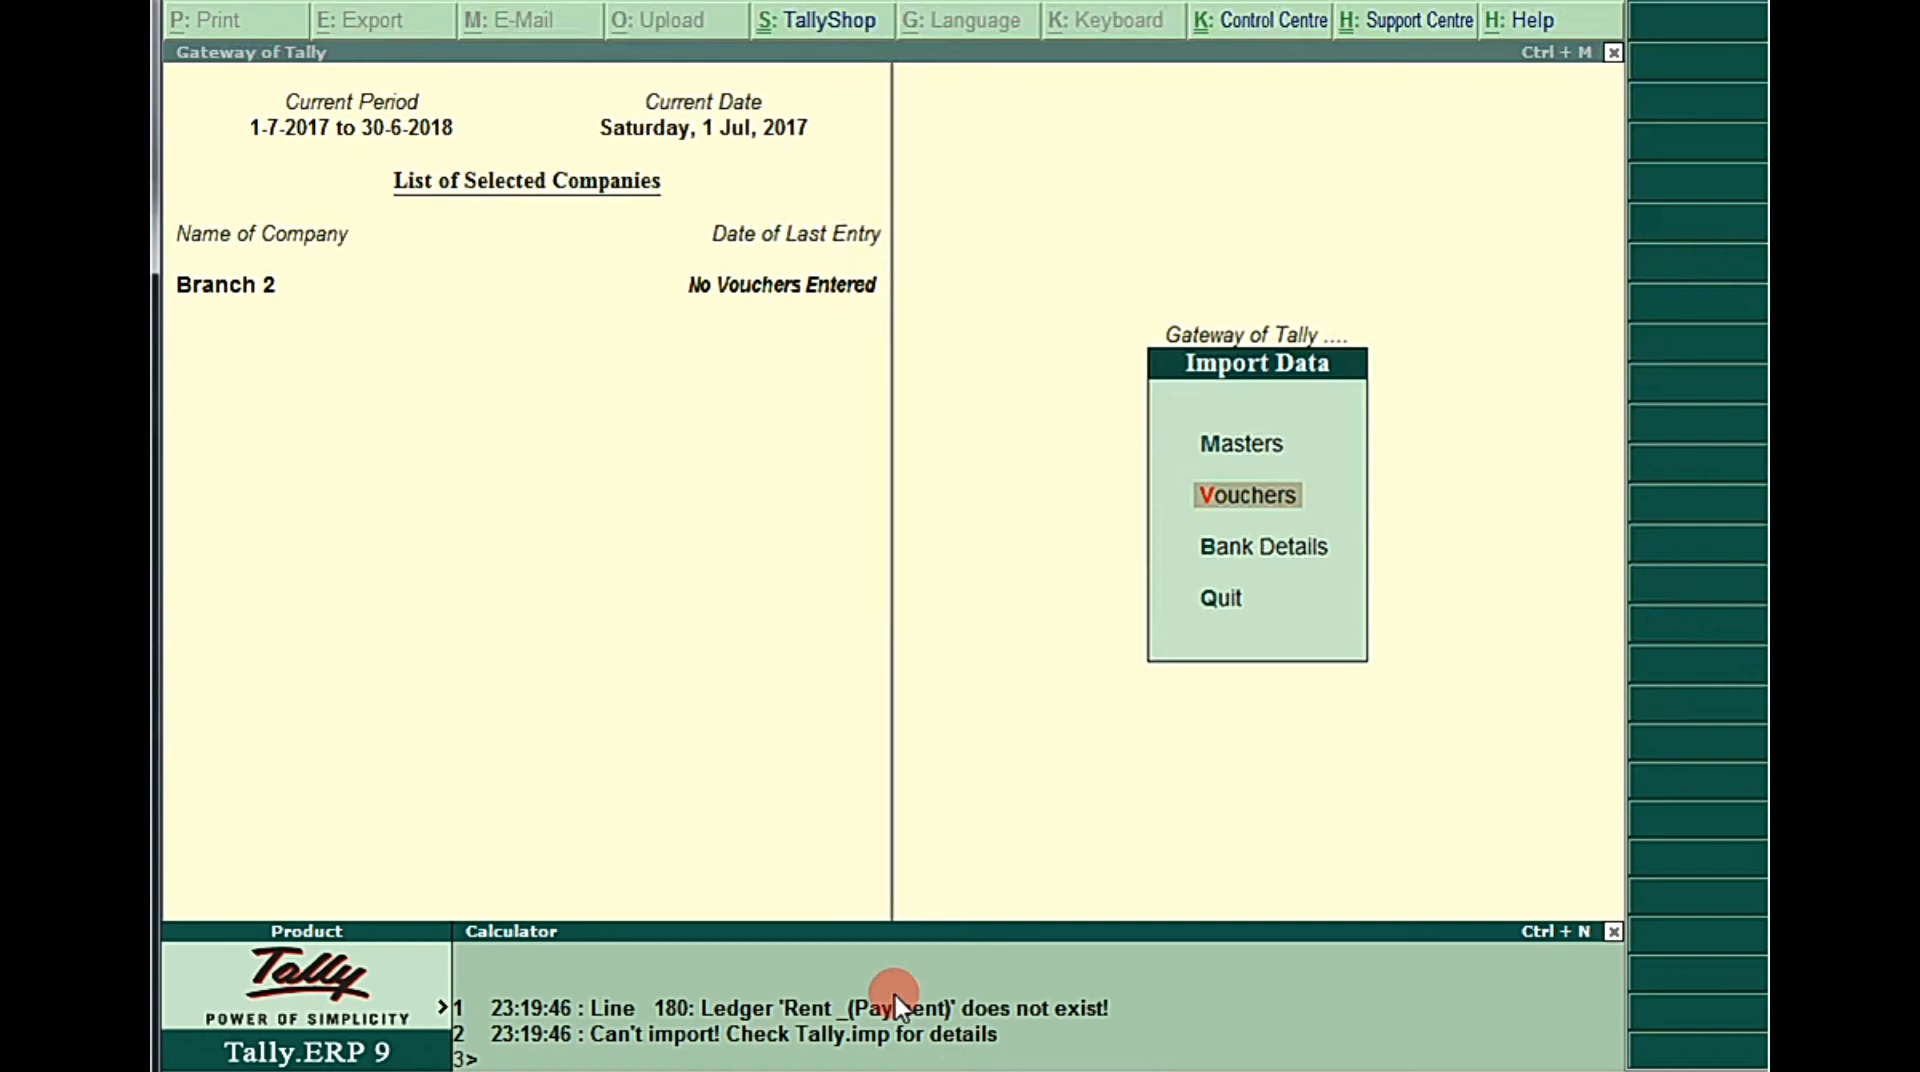 P: Print E: Export M: E-Mail O: Upload S: TallyShop G: Language K: Keyboard K: Control Centre H: Support Centre H: Help
Gateway of Tally Ctrl + M
Current Period Current Date
1-7-2017 to 30-6-2018 Saturday, 1 Jul, 2017
List of Selected Companies
Name of Company Date of Last Entry
Branch 2 No Vouchers Entered
Gateway of Tally ....
Import Data
Masters
Vouchers
Bank Details
Quit
Product Calculator Ctrl + N
Tally
POWER OF SIMPLICITY
Tally.ERP 9
>1 23:19:46 : Line 180: Ledger 'Rent _(Payment)' does not exist!
2 23:19:46 : Can't import! Check Tally.imp for details
3>